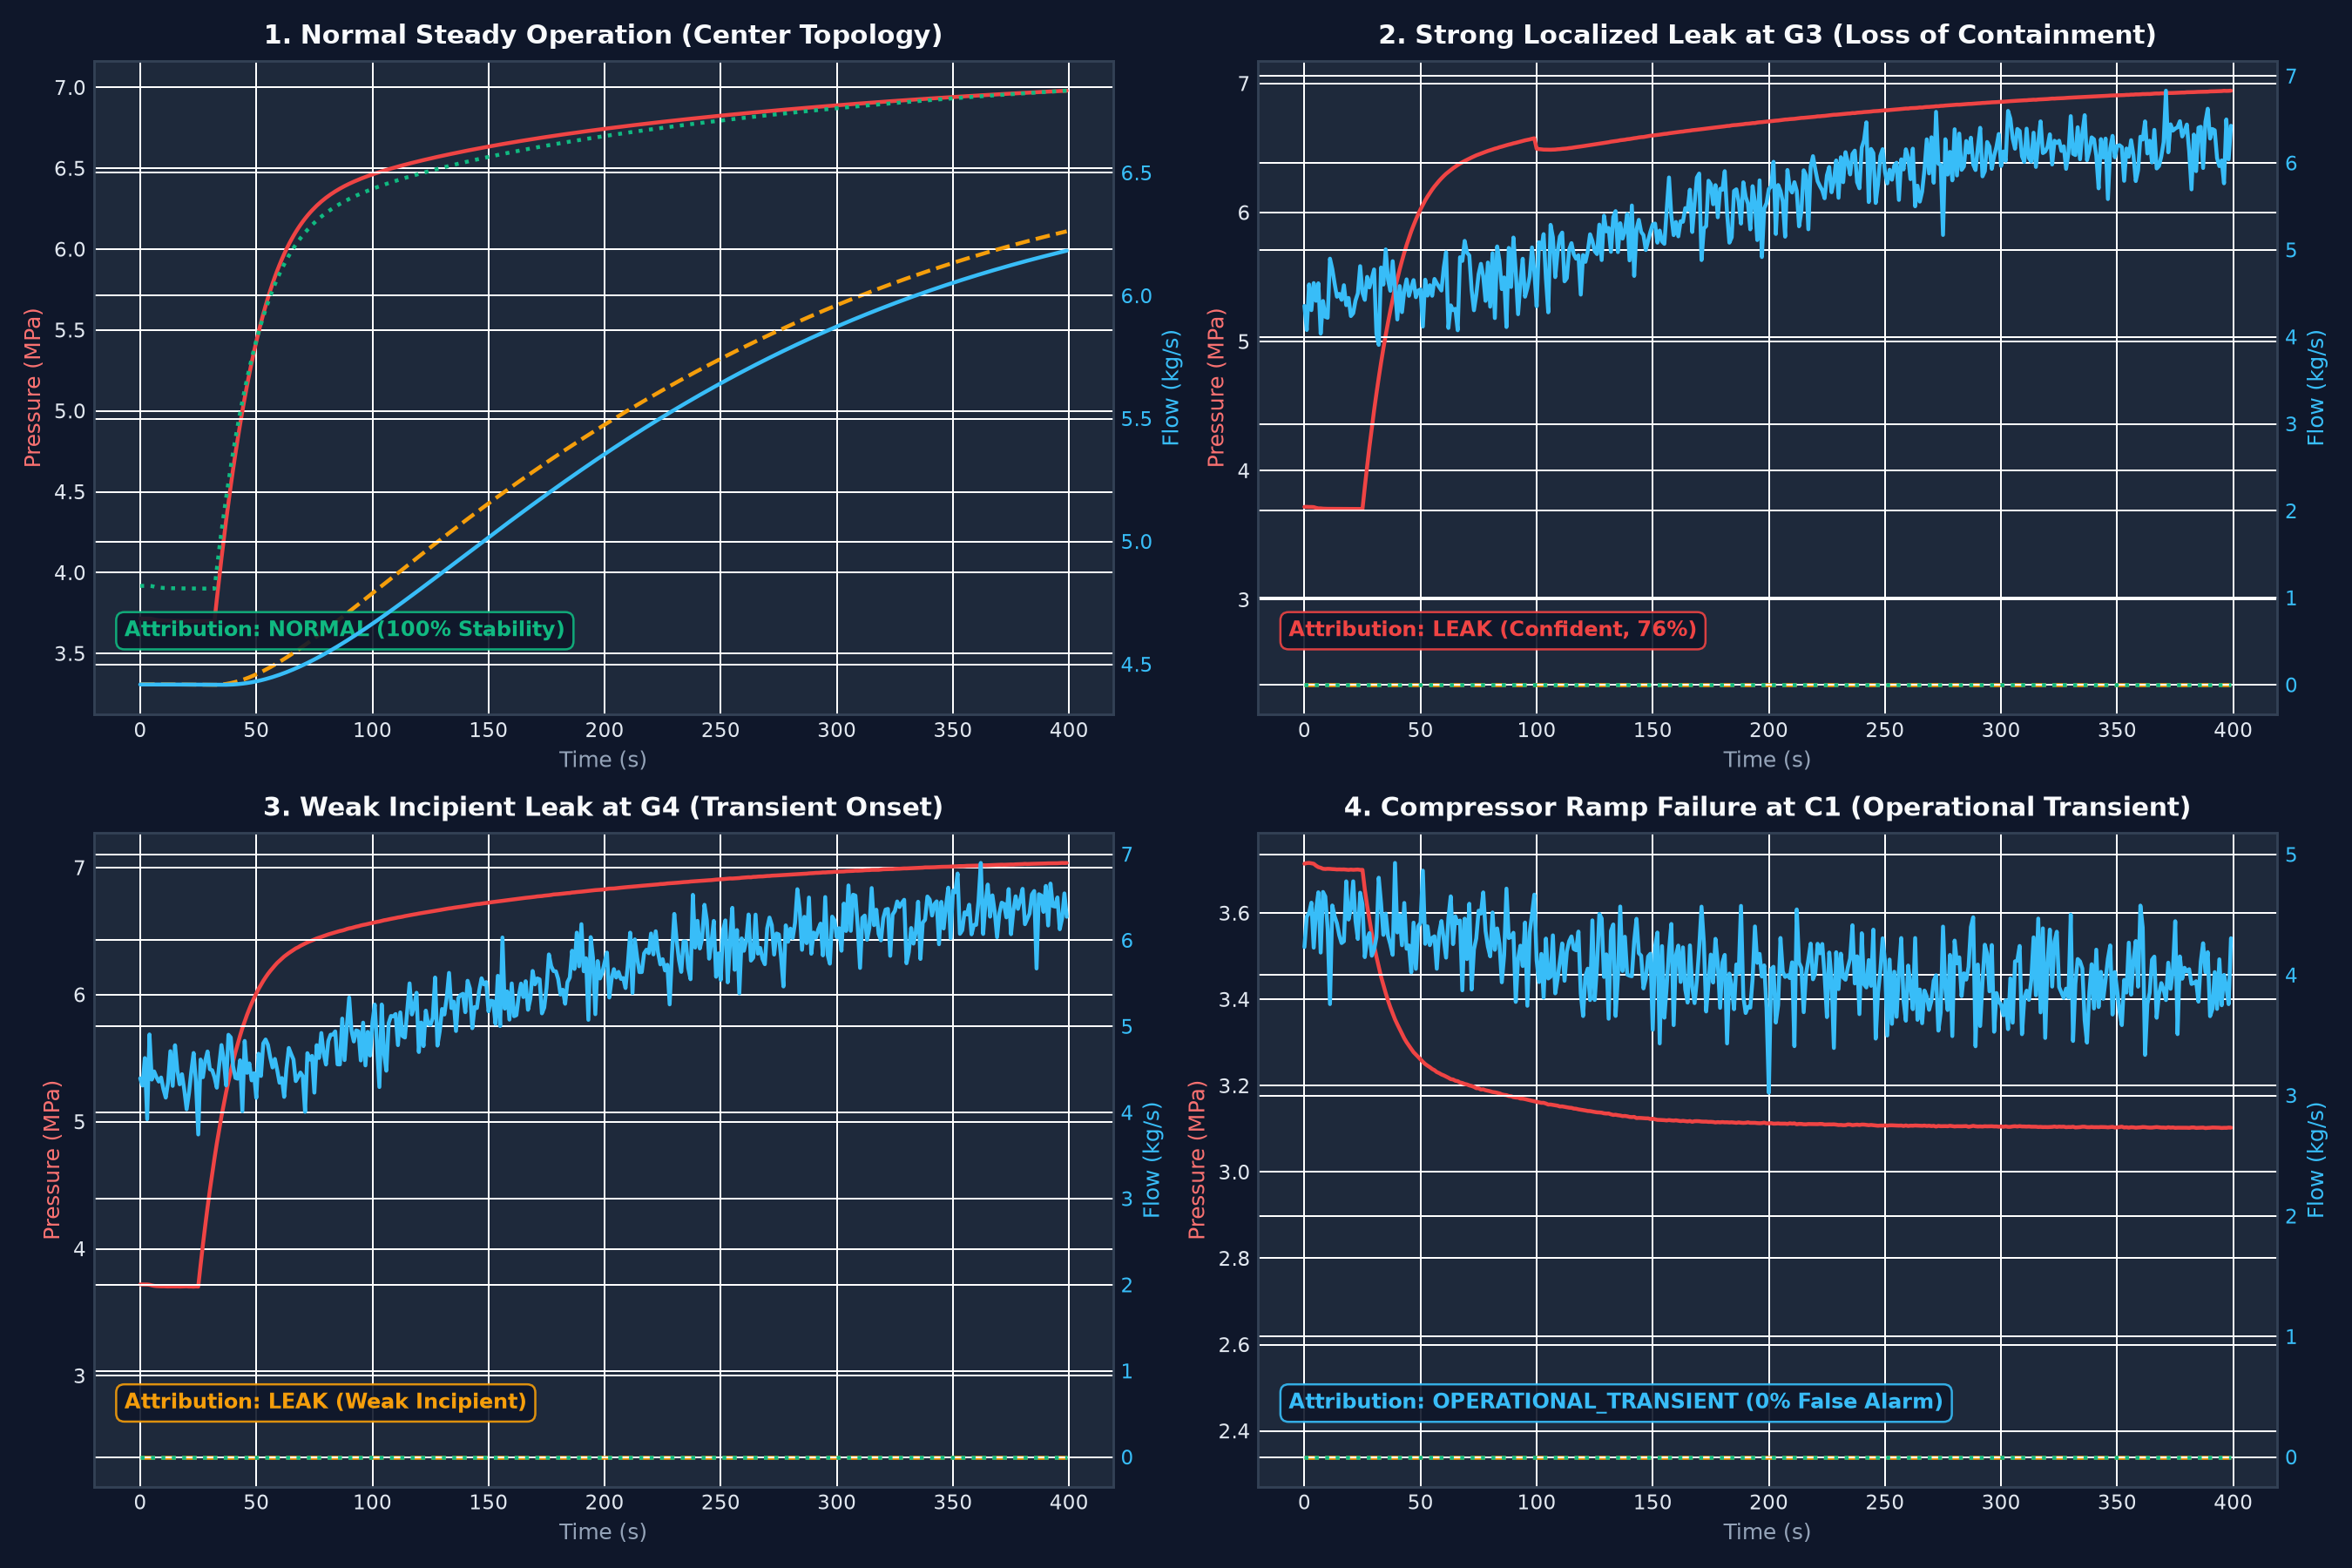 1. Normal Steady Operation (Center Topology)
7.0
6.5
6.0
5.5
5.0
4.5
4.0
3.5
Pressure (MPa)
6.5
6.0
5.5
5.0
4.5
Flow (kg/s)
Attribution: NORMAL (100% Stability)
0 50 100 150 200 250 300 350 400
Time (s)
2. Strong Localized Leak at G3 (Loss of Containment)
7
6
5
4
3
Pressure (MPa)
7
6
5
4
3
2
1
0
Flow (kg/s)
Attribution: LEAK (Confident, 76%)
0 50 100 150 200 250 300 350 400
Time (s)
3. Weak Incipient Leak at G4 (Transient Onset)
7
6
5
4
3
Pressure (MPa)
7
6
5
4
3
2
1
0
Flow (kg/s)
Attribution: LEAK (Weak Incipient)
0 50 100 150 200 250 300 350 400
Time (s)
4. Compressor Ramp Failure at C1 (Operational Transient)
3.6
3.4
3.2
3.0
2.8
2.6
2.4
Pressure (MPa)
5
4
3
2
1
0
Flow (kg/s)
Attribution: OPERATIONAL_TRANSIENT (0% False Alarm)
0 50 100 150 200 250 300 350 400
Time (s)